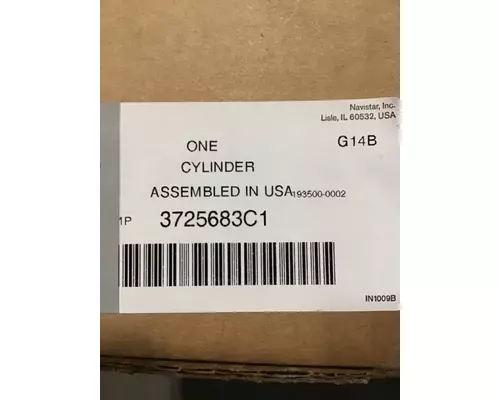 Navistar, Inc.
Lisle, IL 60532, USA
ONE
G14B
CYLINDER
ASSEMBLED IN USA 193500-0002
1P 3725683C1
IN1009B